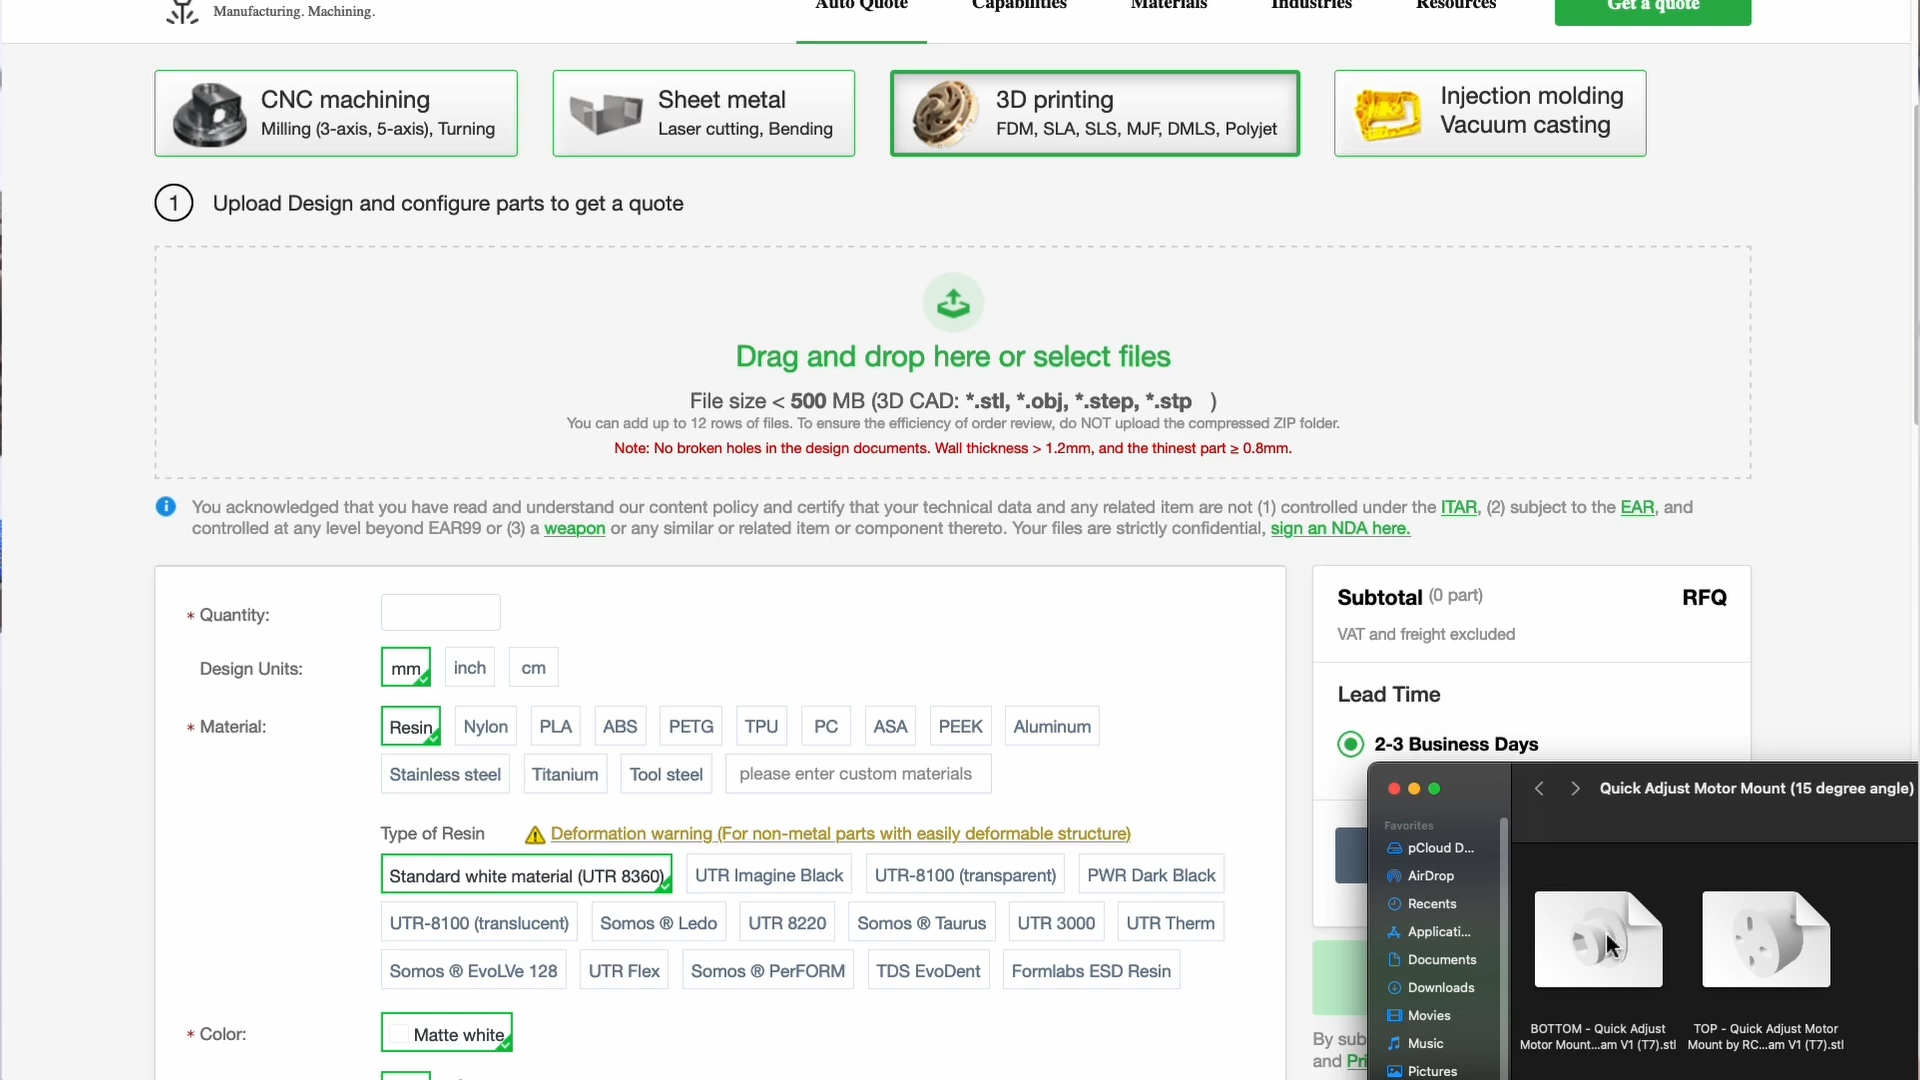 Manufacturing. Machining.
Auto Quote
Capabilities
Materials
Industries
Resources
Get a quote
CNC machining
Milling (3-axis, 5-axis), Turning
Sheet metal
Laser cutting, Bending
3D printing
FDM, SLA, SLS, MJF, DMLS, Polyjet
Injection molding
Vacuum casting
1 Upload Design and configure parts to get a quote
Drag and drop here or select files
File size < 500 MB (3D CAD: *.stl, *.obj, *.step, *.stp )
You can add up to 12 rows of files. To ensure the efficiency of order review, do NOT upload the compressed ZIP folder.
Note: No broken holes in the design documents. Wall thickness > 1.2mm, and the thinest part ≥ 0.8mm.
You acknowledged that you have read and understand our content policy and certify that your technical data and any related item are not (1) controlled under the ITAR, (2) subject to the EAR, and
controlled at any level beyond EAR99 or (3) a weapon or any similar or related item or component thereto. Your files are strictly confidential, sign an NDA here.
* Quantity:
Design Units: mm inch cm
* Material: Resin Nylon PLA ABS PETG TPU PC ASA PEEK Aluminum
Stainless steel Titanium Tool steel please enter custom materials
Type of Resin Deformation warning (For non-metal parts with easily deformable structure)
Standard white material (UTR 8360) UTR Imagine Black UTR-8100 (transparent) PWR Dark Black
UTR-8100 (translucent) Somos ® Ledo UTR 8220 Somos ® Taurus UTR 3000 UTR Therm
Somos ® EvoLVe 128 UTR Flex Somos ® PerFORM TDS EvoDent Formlabs ESD Resin
* Color: Matte white
Subtotal (0 part) RFQ
VAT and freight excluded
Lead Time
2-3 Business Days
By sub
and Pri
Quick Adjust Motor Mount (15 degree angle)
Favorites
pCloud D...
AirDrop
Recents
Applicati...
Documents
Downloads
Movies
Music
Pictures
BOTTOM - Quick Adjust
Motor Mount...am V1 (T7).stl
TOP - Quick Adjust Motor
Mount by RC...am V1 (T7).stl